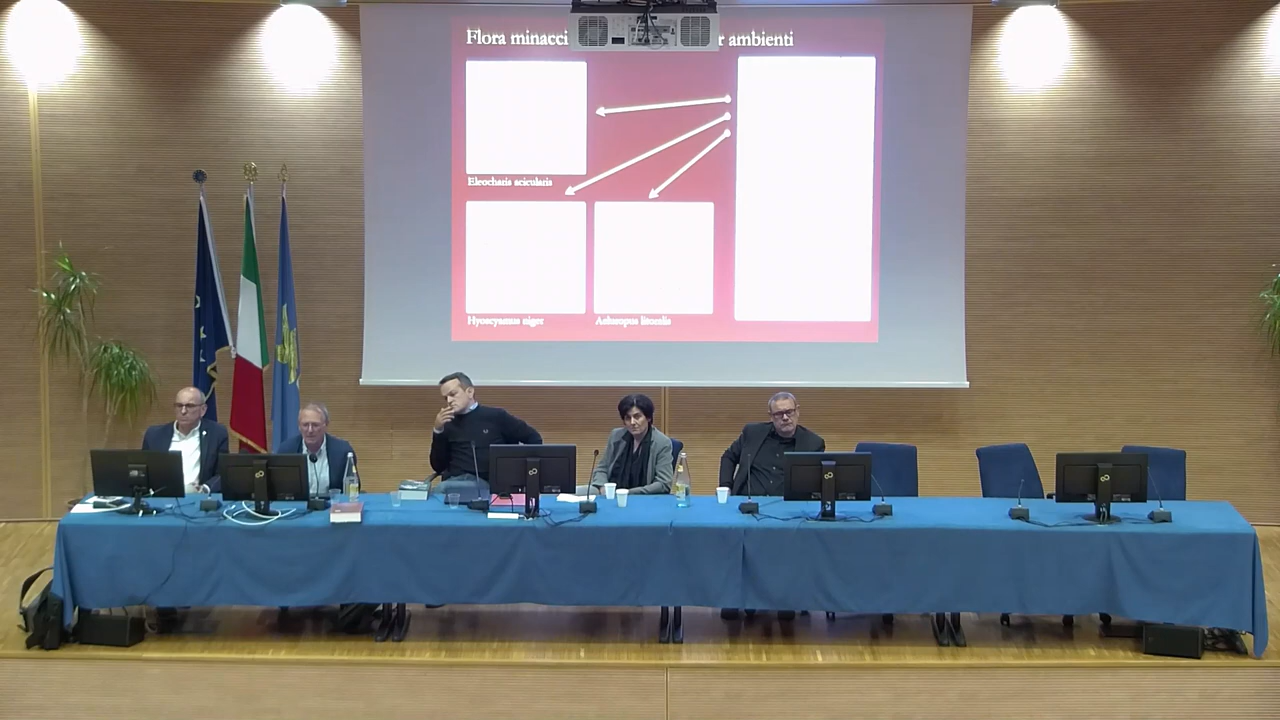 Flora minacci r ambienti
Eleocharis acicularis
Hyoscyamus niger
Aeluropus litoralis